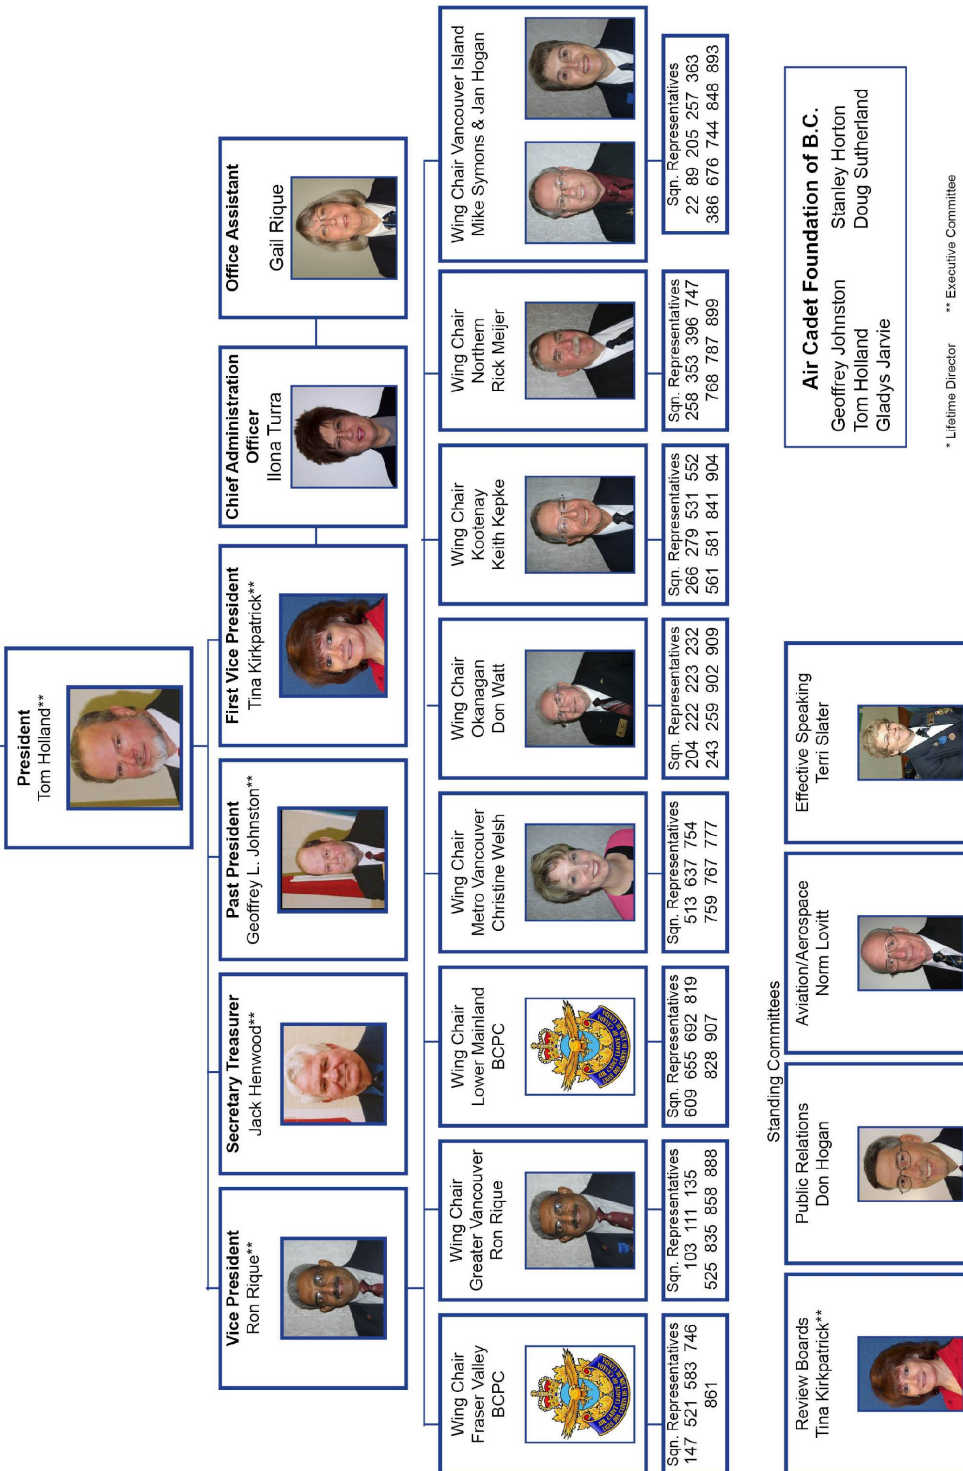 President
Tom Holland**
Vice President
Ron Rique**
Secretary Treasurer
Jack Henwood**
Past President
Geoffrey L. Johnston**
First Vice President
Tina Kirkpatrick**
Chief Administration
Officer
Ilona Turra
Office Assistant
Gail Rique
Wing Chair
Fraser Valley
BCPC
Wing Chair
Greater Vancouver
Ron Rique
Wing Chair
Lower Mainland
BCPC
Wing Chair
Metro Vancouver
Christine Welsh
Wing Chair
Okanagan
Don Watt
Wing Chair
Kootenay
Keith Kepke
Wing Chair
Northern
Rick Meijer
Wing Chair Vancouver Island
Mike Symons & Jan Hogan
Sqn. Representatives
147 521 583 746
861
Sqn. Representatives
103 111 135
525 835 858 888
Sqn. Representatives
609 655 692 819
828 907
Sqn. Representatives
513 637 754
759 767 777
Sqn. Representatives
204 222 223 232
243 259 902 909
Sqn. Representatives
266 279 531 552
561 581 841 904
Sqn. Representatives
258 353 396 747
768 787 899
Sqn. Representatives
22 89 205 257 363
386 676 744 848 893
Standing Committees
Review Boards
Tina Kirkpatrick**
Public Relations
Don Hogan
Aviation/Aerospace
Norm Lovitt
Effective Speaking
Terri Slater
Air Cadet Foundation of B.C.
Geoffrey Johnston Stanley Horton
Tom Holland Doug Sutherland
Gladys Jarvie
* Lifetime Director ** Executive Committee